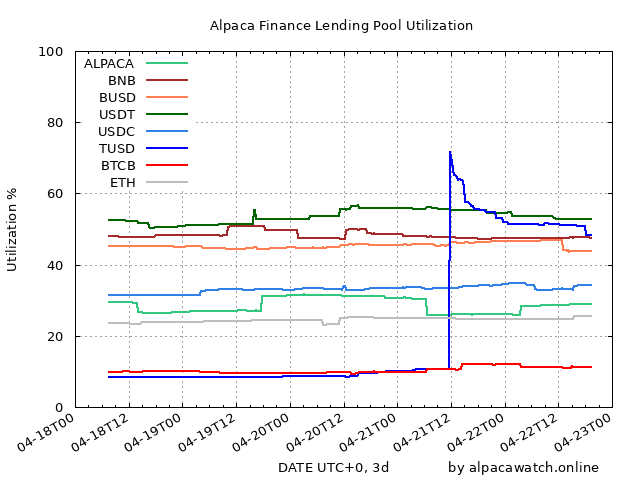 Alpaca Finance Lending Pool Utilization
100
80
60
40
20
0
Utilization %
ALPACA
BNB
BUSD
USDT
USDC
TUSD
BTCB
ETH
04-18T00
04-18T12
04-19T00
04-19T12
04-20T00
04-20T12
04-21T00
04-21T12
04-22T00
04-22T12
04-23T00
DATE UTC+0, 3d
by alpacawatch.online